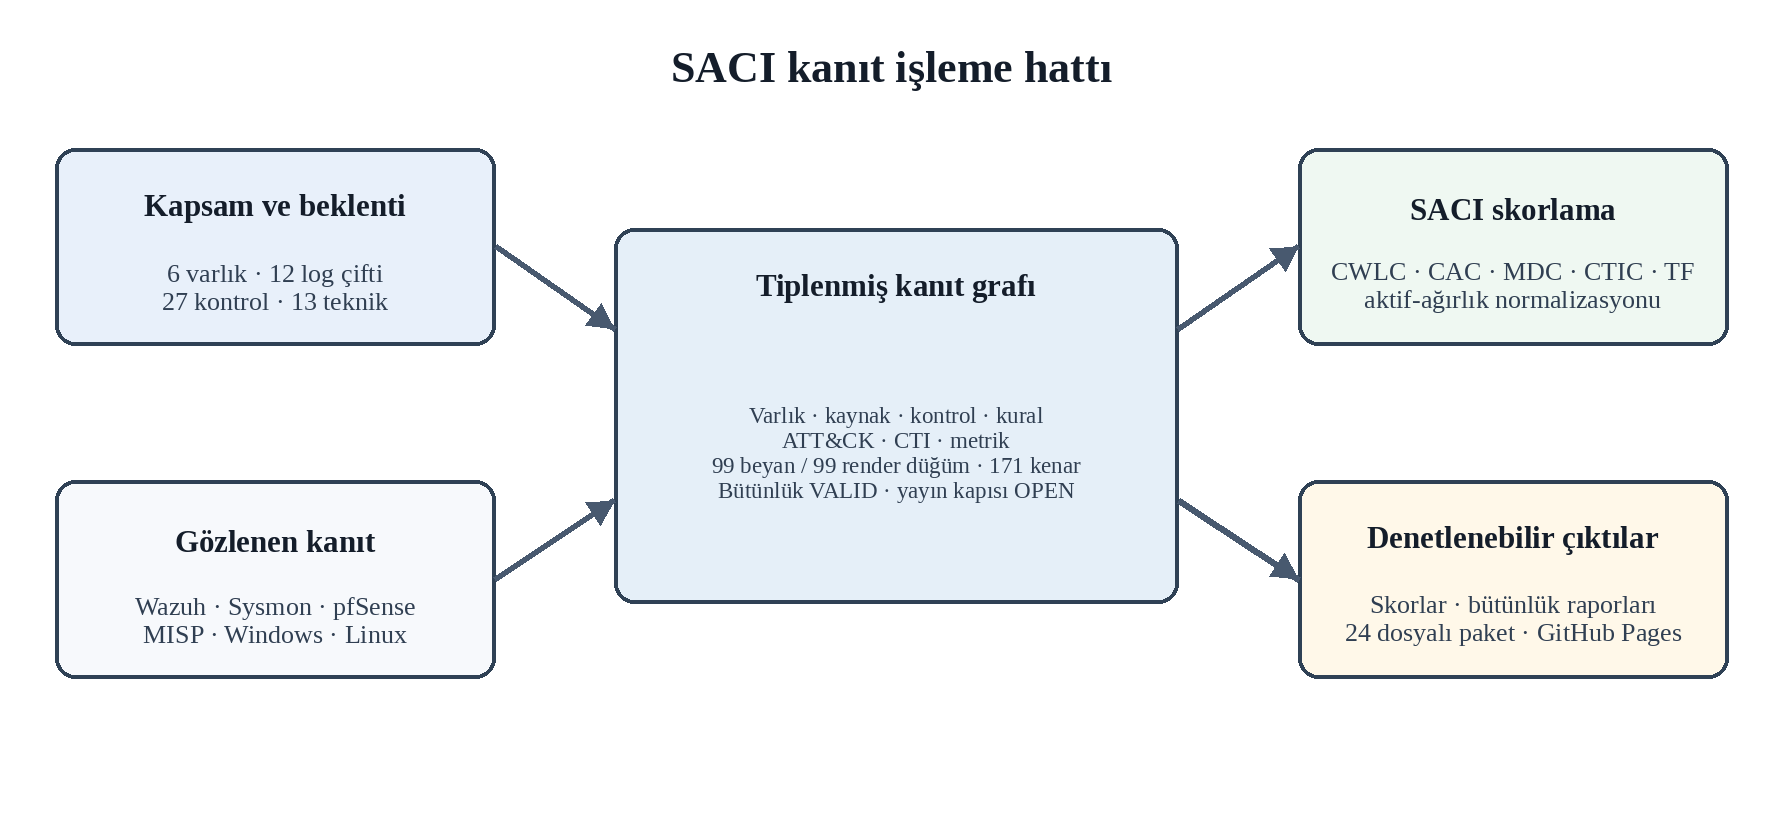 SACI kanıt işleme hattı
Kapsam ve beklenti
6 varlık · 12 log çifti
27 kontrol · 13 teknik
Gözlenen kanıt
Wazuh · Sysmon · pfSense
MISP · Windows · Linux
Tiplenmiş kanıt grafı
Varlık · kaynak · kontrol · kural
ATT&CK · CTI · metrik
99 beyan / 99 render düğüm · 171 kenar
Bütünlük VALID · yayın kapısı OPEN
SACI skorlama
CWLC · CAC · MDC · CTIC · TF
aktif-ağırlık normalizasyonu
Denetlenebilir çıktılar
Skorlar · bütünlük raporları
24 dosyalı paket · GitHub Pages